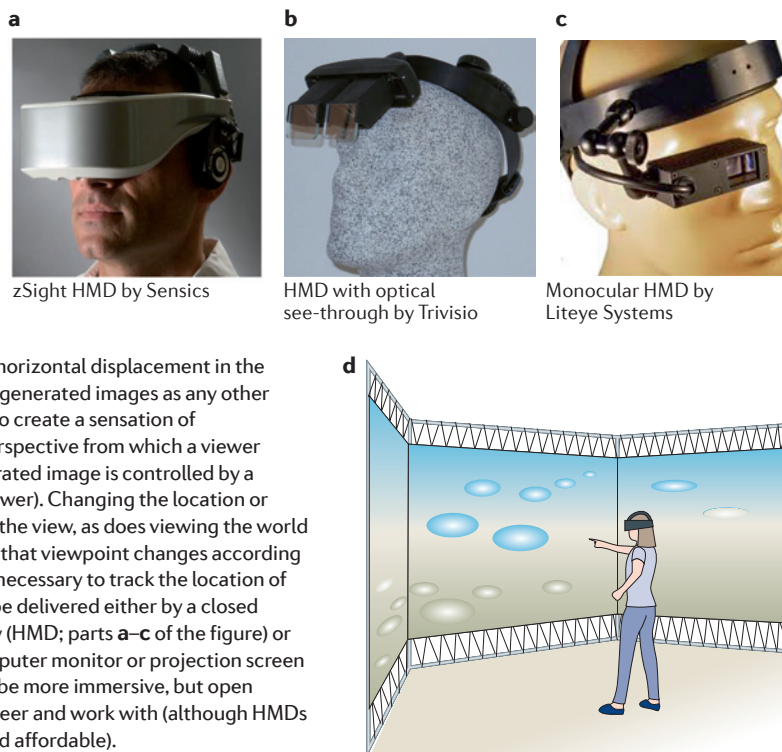 a
b
c
zSight HMD by Sensics
HMD with optical
see-through by Trivisio
Monocular HMD by
Liteye Systems
horizontal displacement in the
generated images as any other
o create a sensation of
rspective from which a viewer
rated image is controlled by a
wer). Changing the location or
the view, as does viewing the world
that viewpoint changes according
necessary to track the location of
be delivered either by a closed
y (HMD; parts a–c of the figure) or
puter monitor or projection screen
be more immersive, but open
eer and work with (although HMDs
d affordable).
d